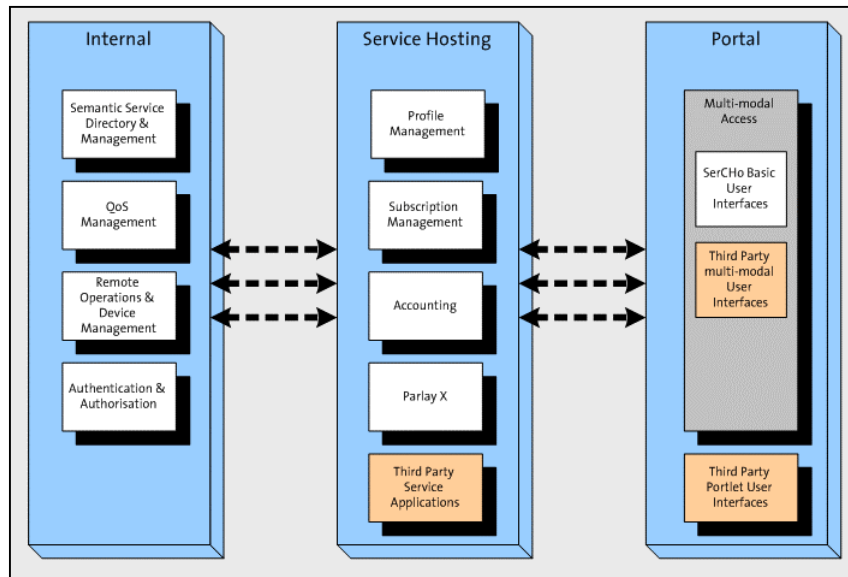 Internal
Semantic Service
Directory &
Management
QoS
Management
Remote
Operations &
Device
Management
Authentication &
Authorisation
Service Hosting
Profile
Management
Subscription
Management
Accounting
Parlay X
Third Party
Service
Applications
Portal
Multi-modal
Access
SerCHo Basic
User
Interfaces
Third Party
multi-modal
User
Interfaces
Third Party
Portlet User
Interfaces